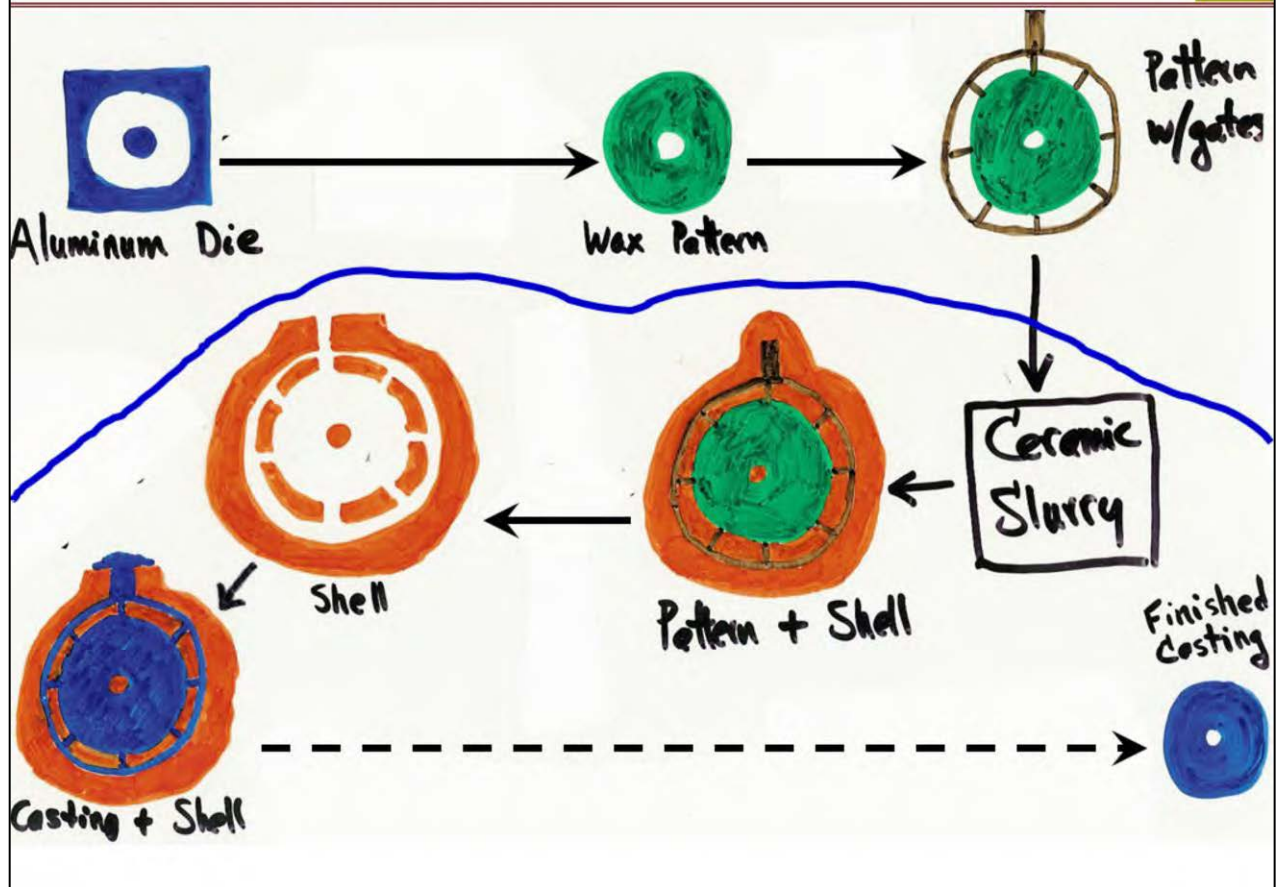 Aluminum Die
Wax Pattern
Pattern
w/gates
Ceramic
Slurry
Pattern + Shell
Shell
Casting + Shell
Finished
Casting